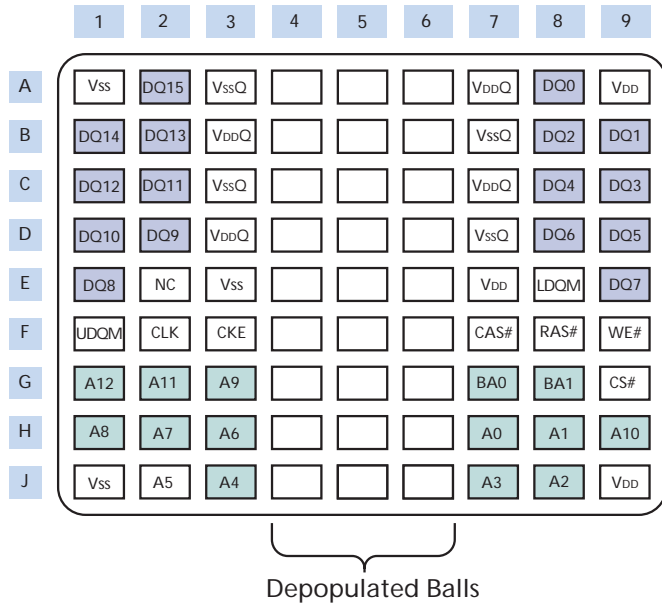 1 2 3 4 5 6 7 8 9
A Vss DQ15 VssQ VDDQ DQ0 VDD
B DQ14 DQ13 VDDQ VssQ DQ2 DQ1
C DQ12 DQ11 VssQ VDDQ DQ4 DQ3
D DQ10 DQ9 VDDQ VssQ DQ6 DQ5
E DQ8 NC Vss VDD LDQM DQ7
F UDQM CLK CKE CAS# RAS# WE#
G A12 A11 A9 BA0 BA1 CS#
H A8 A7 A6 A0 A1 A10
J Vss A5 A4 A3 A2 VDD
Depopulated Balls